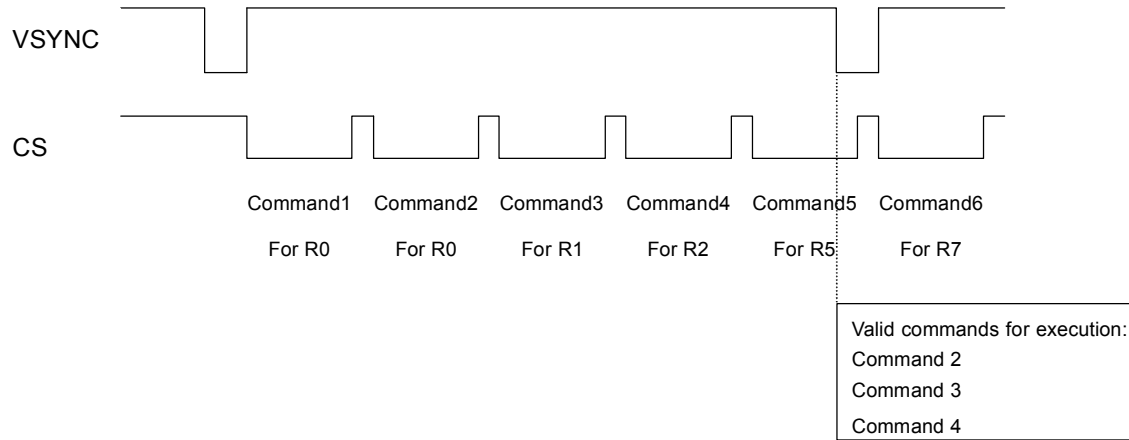 VSYNC
CS
Command1 Command2 Command3 Command4 Command5 Command6
For R0 For R0 For R1 For R2 For R5 For R7
Valid commands for execution:
Command 2
Command 3
Command 4